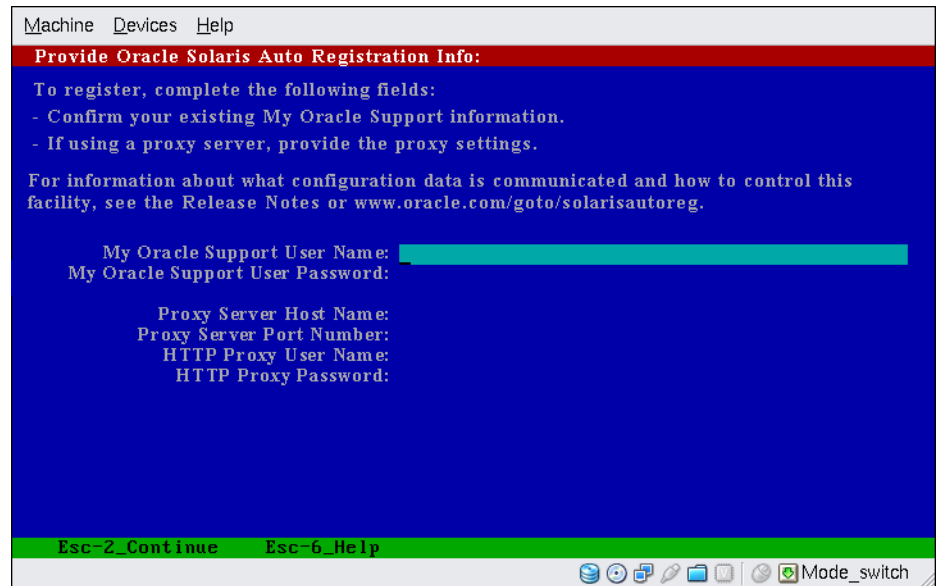 Machine Devices Help
Provide Oracle Solaris Auto Registration Info:
To register, complete the following fields:
- Confirm your existing My Oracle Support information.
- If using a proxy server, provide the proxy settings.
For information about what configuration data is communicated and how to control this
facility, see the Release Notes or www.oracle.com/goto/solarisautoreg.
My Oracle Support User Name:
My Oracle Support User Password:
Proxy Server Host Name:
Proxy Server Port Number:
HTTP Proxy User Name:
HTTP Proxy Password:
Esc-2_Continue Esc-6_Help
Mode_switch